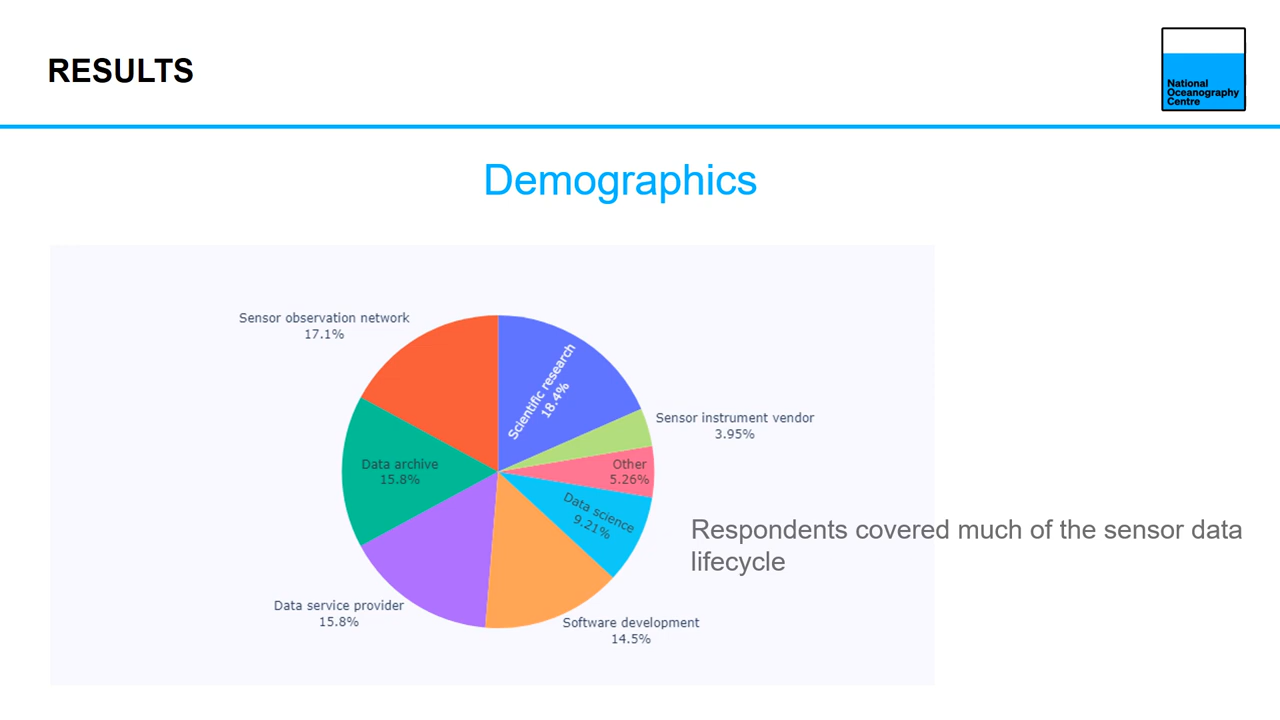 RESULTS
National
Oceanography
Centre
Demographics
Sensor observation network
17.1%
Scientific research
18.4%
Sensor instrument vendor
3.95%
Data archive
15.8%
Other
5.26%
Data science
9.21%
Respondents covered much of the sensor data
lifecycle
Data service provider
15.8%
Software development
14.5%